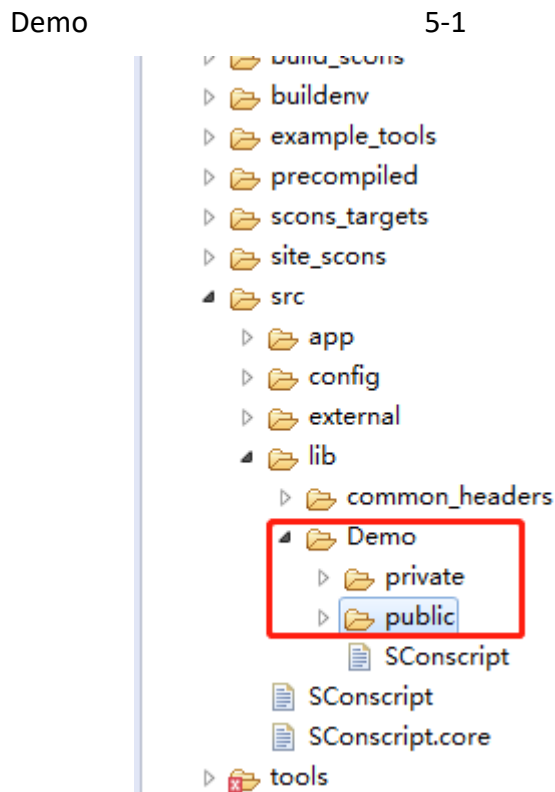 Demo 5-1
build_scons
buildenv
example_tools
precompiled
scons_targets
site_scons
src
app
config
external
lib
common_headers
Demo
private
public
SConscript
SConscript
SConscript.core
tools